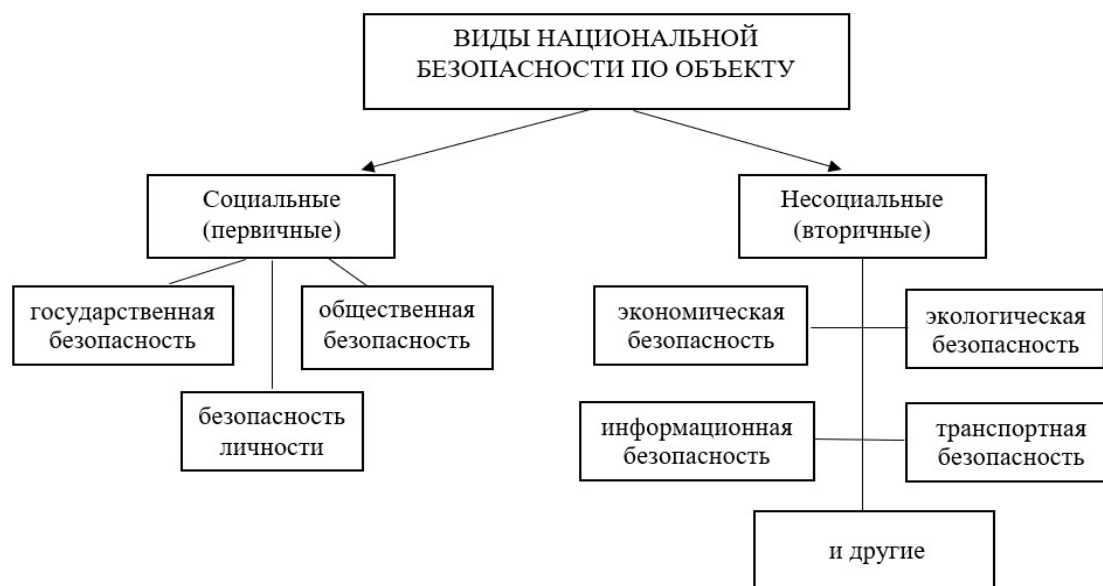 ВИДЫ НАЦИОНАЛЬНОЙ
БЕЗОПАСНОСТИ ПО ОБЪЕКТУ
Социальные
(первичные)
Несоциальные
(вторичные)
государственная
безопасность
общественная
безопасность
безопасность
личности
экономическая
безопасность
экологическая
безопасность
информационная
безопасность
транспортная
безопасность
и другие